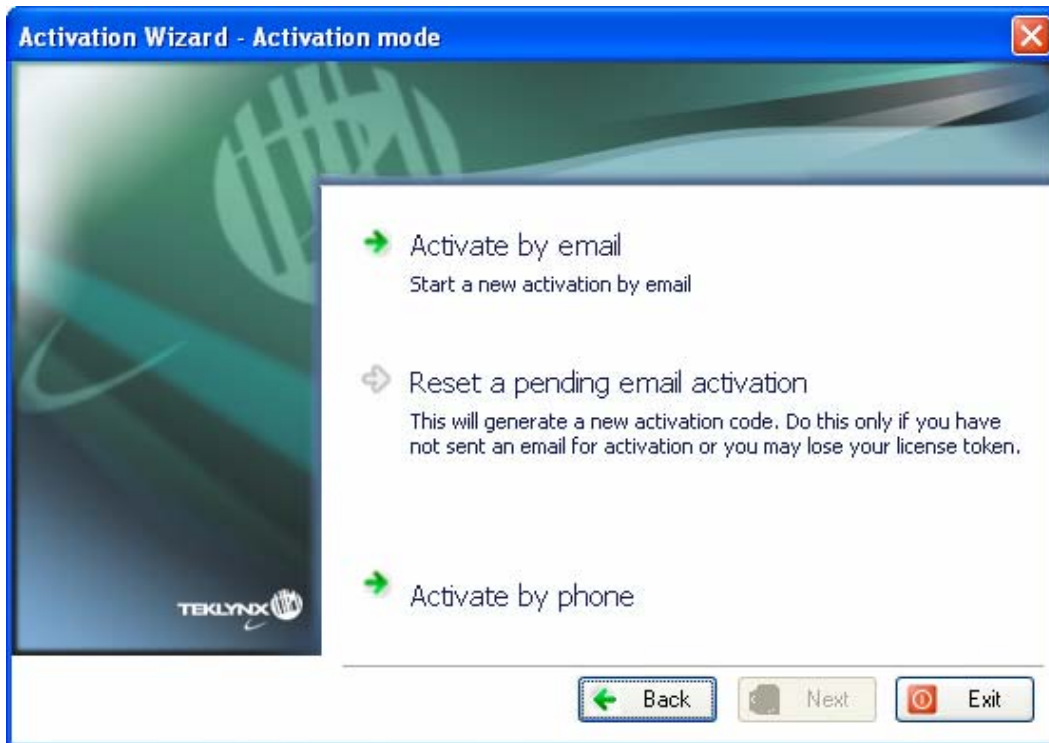 Activation Wizard - Activation mode
Activate by email
Start a new activation by email
Reset a pending email activation
This will generate a new activation code. Do this only if you have
not sent an email for activation or you may lose your license token.
Activate by phone
TEKLYNX
Back
Next
Exit